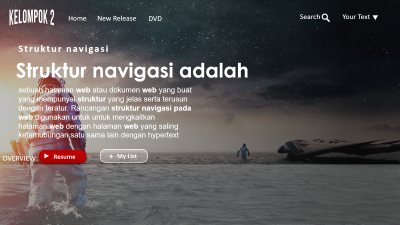 KELOMPOK 2 Home New Release DVD Search Your Text
Struktur navigasi
Struktur navigasi adalah
sebuah halaman web atau dokumen web yang buat
yang mempunyai struktur yang jelas serta terusun
dengan teratur. Rancangan struktur navigasi pada
web digunakan untuk untuk mengkaitkan
halaman web dengan halaman web yang saling
keterhubungan satu sama lain dengan hypertext
OVERVIEW: Resume + My List